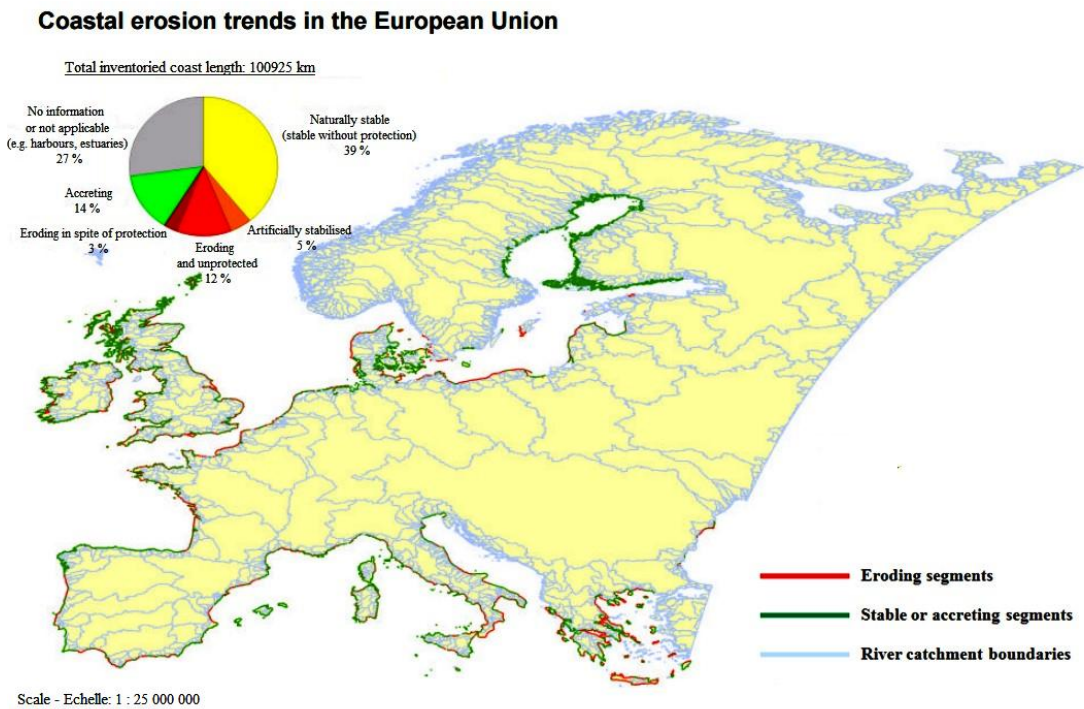 Coastal erosion trends in the European Union
Total inventoried coast length: 100925 km
No information
or not applicable
(e.g. harbours, estuaries)
27 %
Naturally stable
(stable without protection)
39 %
Accreting
14 %
Eroding in spite of protection
3 %
Eroding
and unprotected
12 %
Artificially stabilised
5 %
Eroding segments
Stable or accreting segments
River catchment boundaries
Scale - Echelle: 1 : 25 000 000